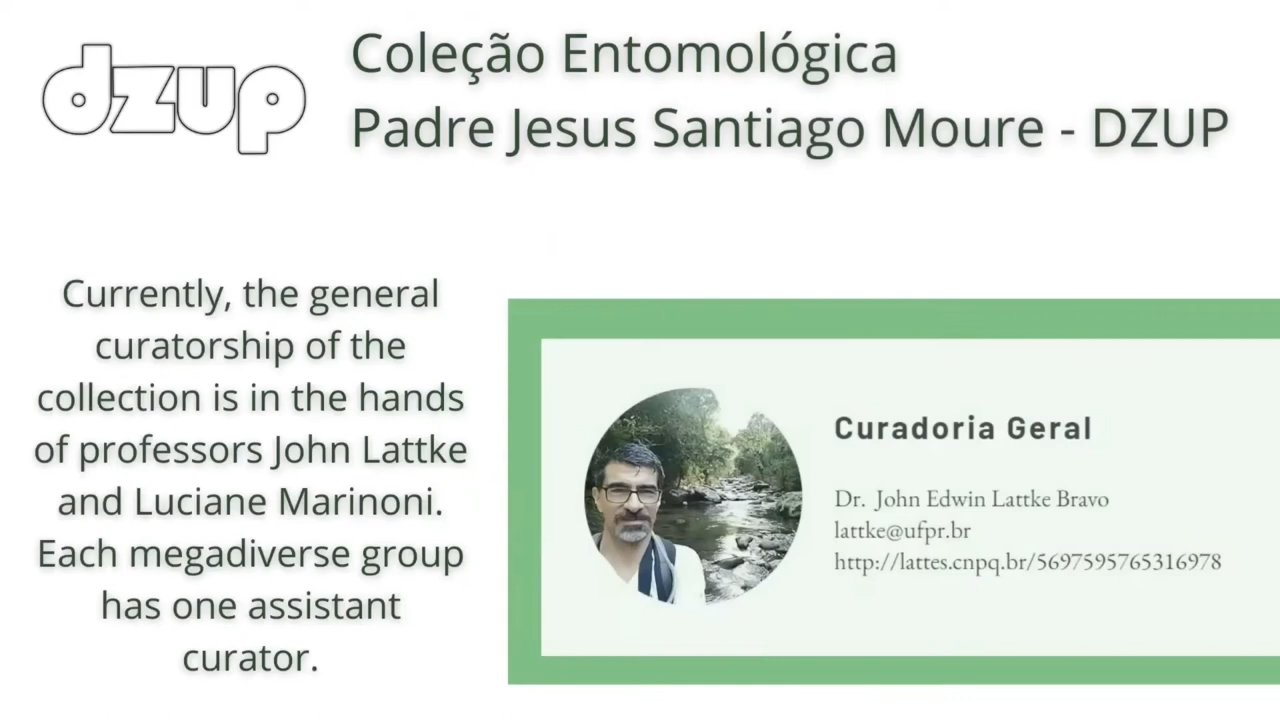 dzup
Coleção Entomológica
Padre Jesus Santiago Moure - DZUP
Currently, the general
curatorship of the
collection is in the hands
of professors John Lattke
and Luciane Marinoni.
Each megadiverse group
has one assistant
curator.
Curadoria Geral
Dr. John Edwin Lattke Bravo
lattke@ufpr.br
http://lattes.cnpq.br/5697595765316978